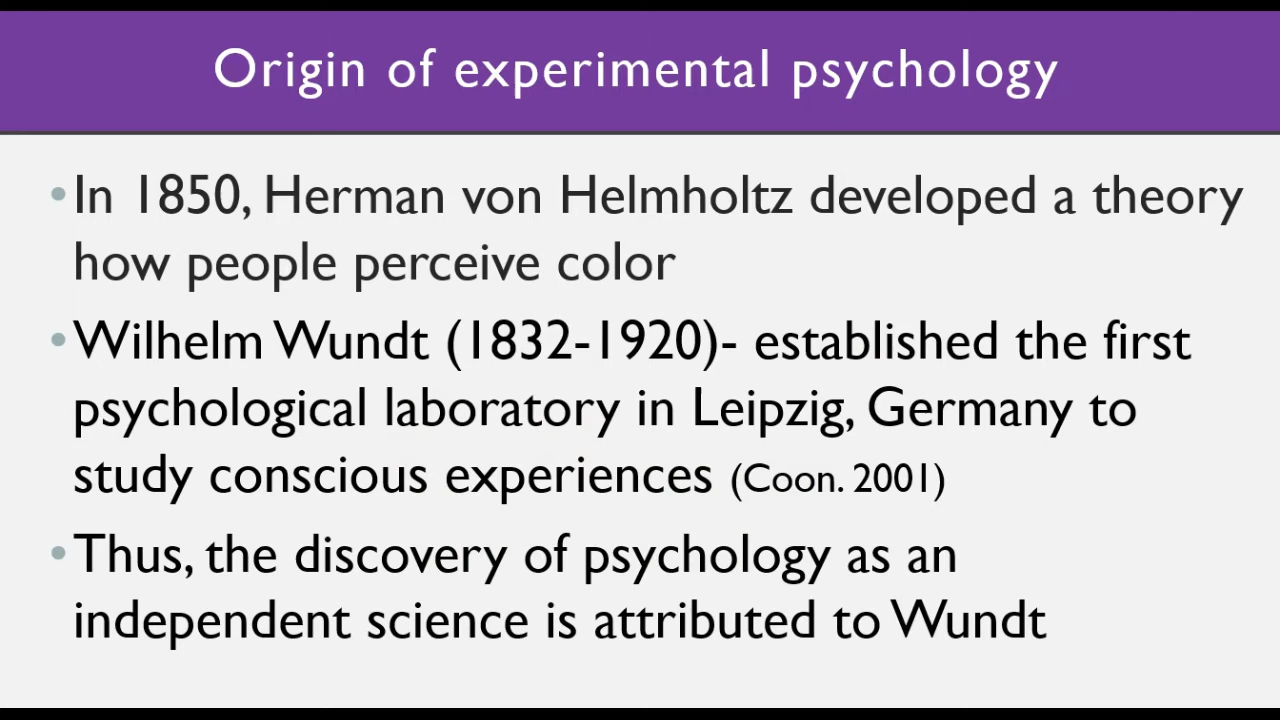 Origin of experimental psychology
•In 1850, Herman von Helmholtz developed a theory
how people perceive color
•Wilhelm Wundt (1832-1920)- established the first
psychological laboratory in Leipzig, Germany to
study conscious experiences (Coon. 2001)
•Thus, the discovery of psychology as an
independent science is attributed to Wundt